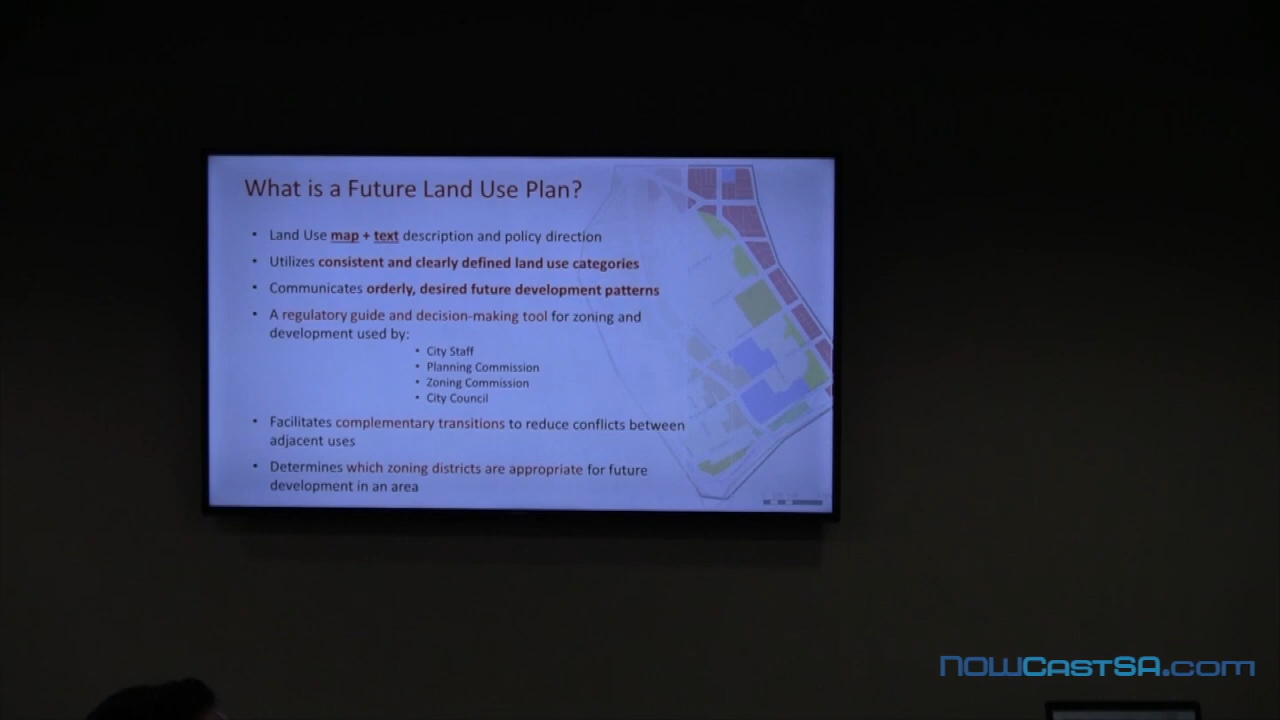 What is a Future Land Use Plan?
• Land Use map + text description and policy direction
• Utilizes consistent and clearly defined land use categories
• Communicates orderly, desired future development patterns
• A regulatory guide and decision-making tool for zoning and
development used by:
• City Staff
• Planning Commission
• Zoning Commission
• City Council
• Facilitates complementary transitions to reduce conflicts between
adjacent uses
• Determines which zoning districts are appropriate for future
development in an area
NOWCastSA.com